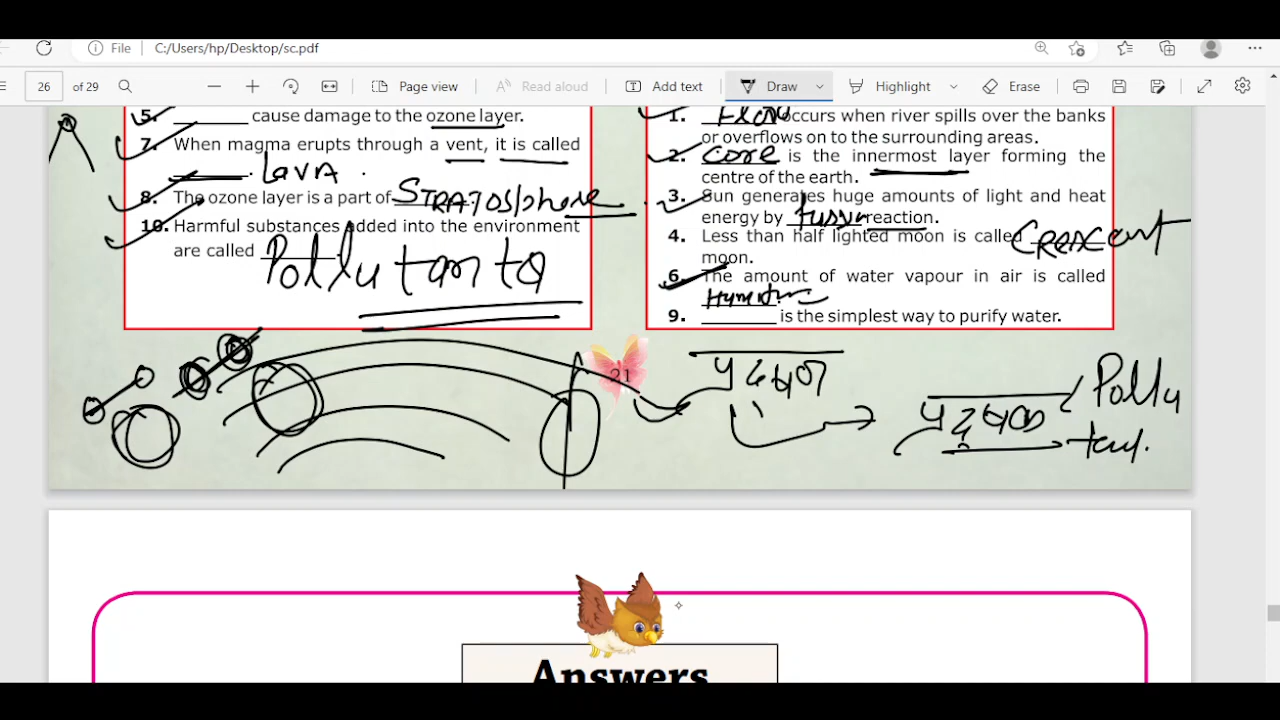 File | C:/Users/hp/Desktop/sc.pdf
26 of 29 Page view Read aloud Add text Draw Highlight Erase
5. ________ cause damage to the ozone layer.
7. When magma erupts through a vent, it is called
________. LAVA.
8. The ozone layer is a part of STRATOSphere.
10. Harmful substances added into the environment
are called ________. Pollutants
1. occurs when river spills over the banks
or overflows on to the surrounding areas.
2. core is the innermost layer forming the
centre of the earth.
3. Sun generates huge amounts of light and heat
energy by reaction.
4. Less than half lighted moon is called
moon.
6. The amount of water vapour in air is called
9. ________ is the simplest way to purify water.
21
Pollu
tant.
Answers